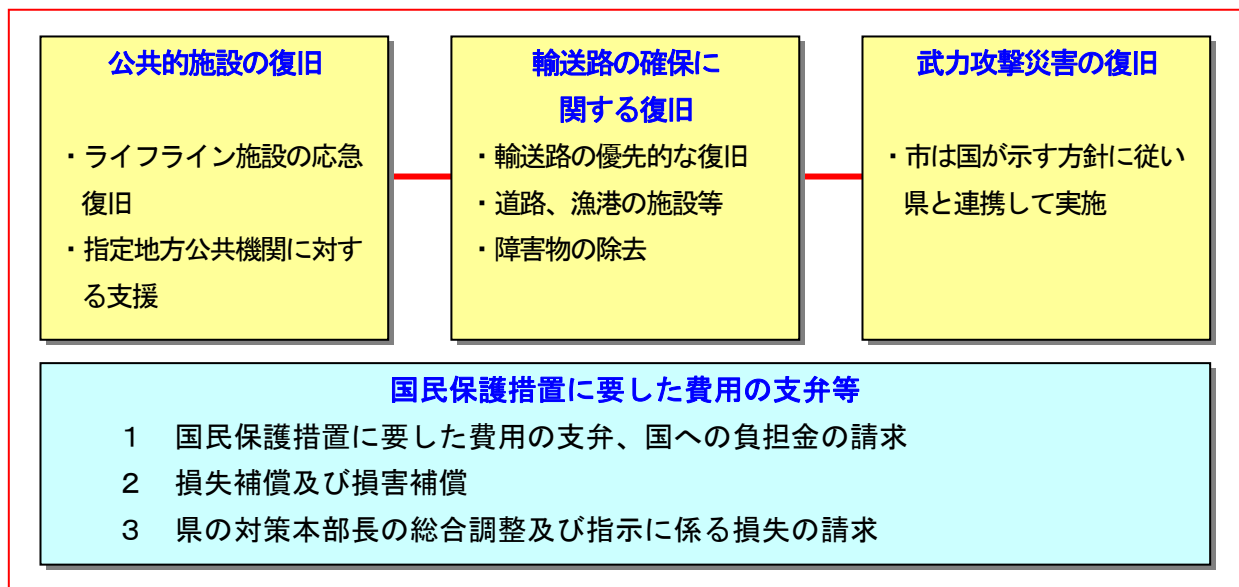 公共的施設の復旧
・ライフライン施設の応急
復旧
・指定地方公共機関に対す
る支援
輸送路の確保に
関する復旧
・輸送路の優先的な復旧
・道路、漁港の施設等
・障害物の除去
武力攻撃災害の復旧
・市は国が示す方針に従い
県と連携して実施
国民保護措置に要した費用の支弁等
１　国民保護措置に要した費用の支弁、国への負担金の請求
２　損失補償及び損害補償
３　県の対策本部長の総合調整及び指示に係る損失の請求